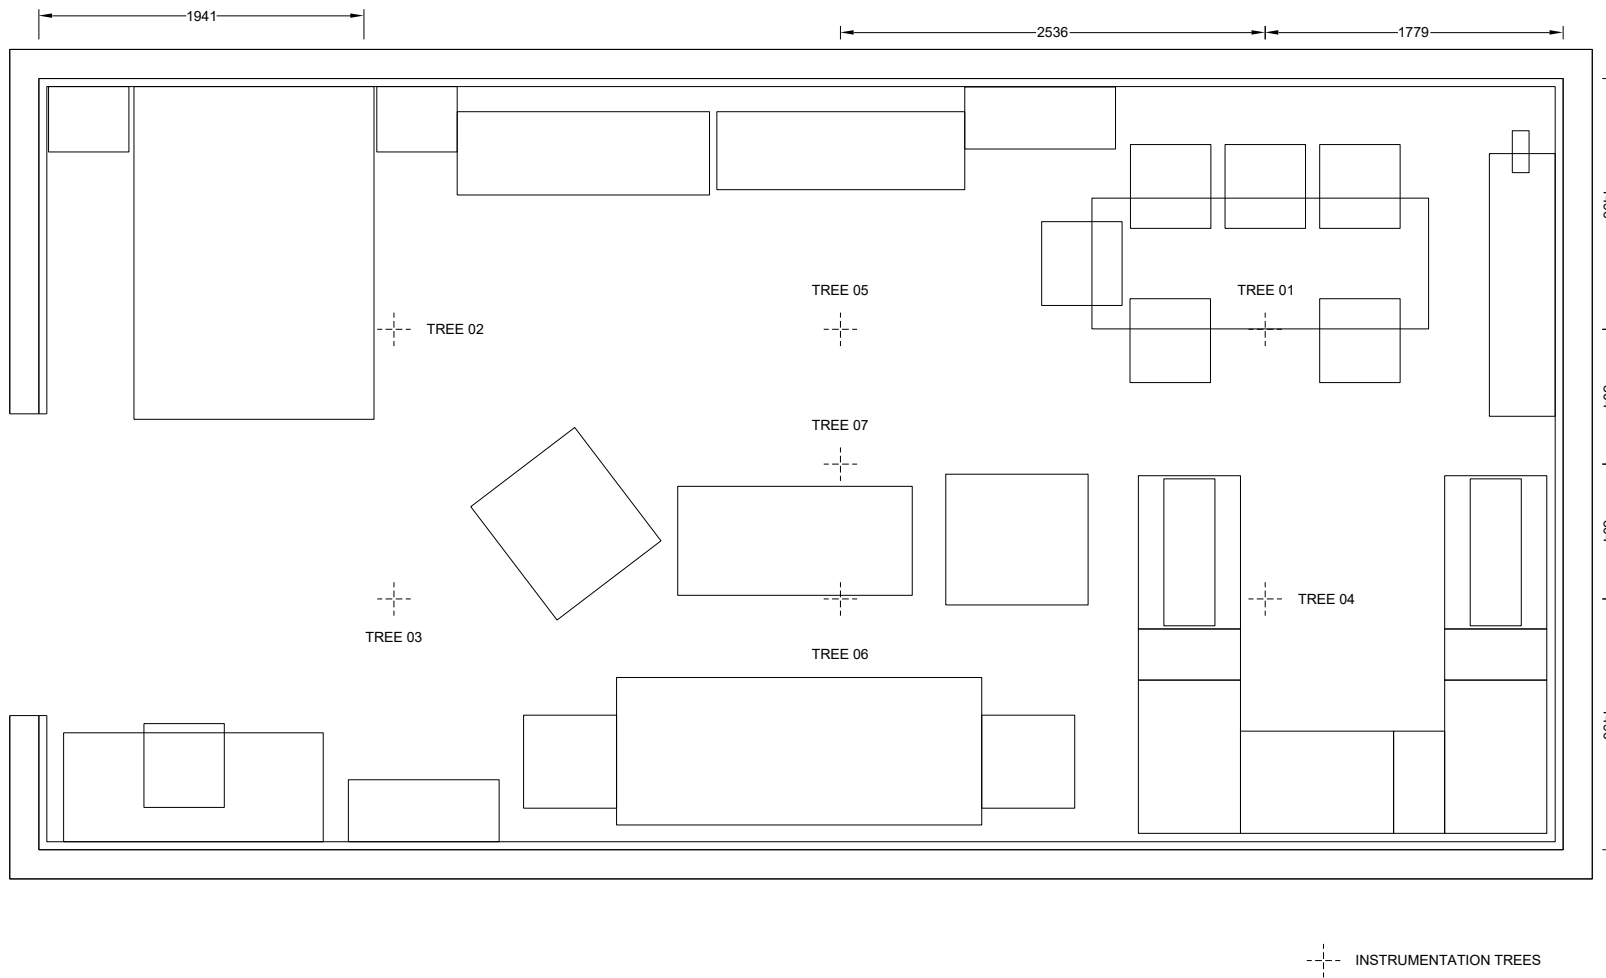 1941
2536
1779
TREE 05
TREE 01
TREE 02
TREE 07
TREE 04
TREE 03
TREE 06
INSTRUMENTATION TREES